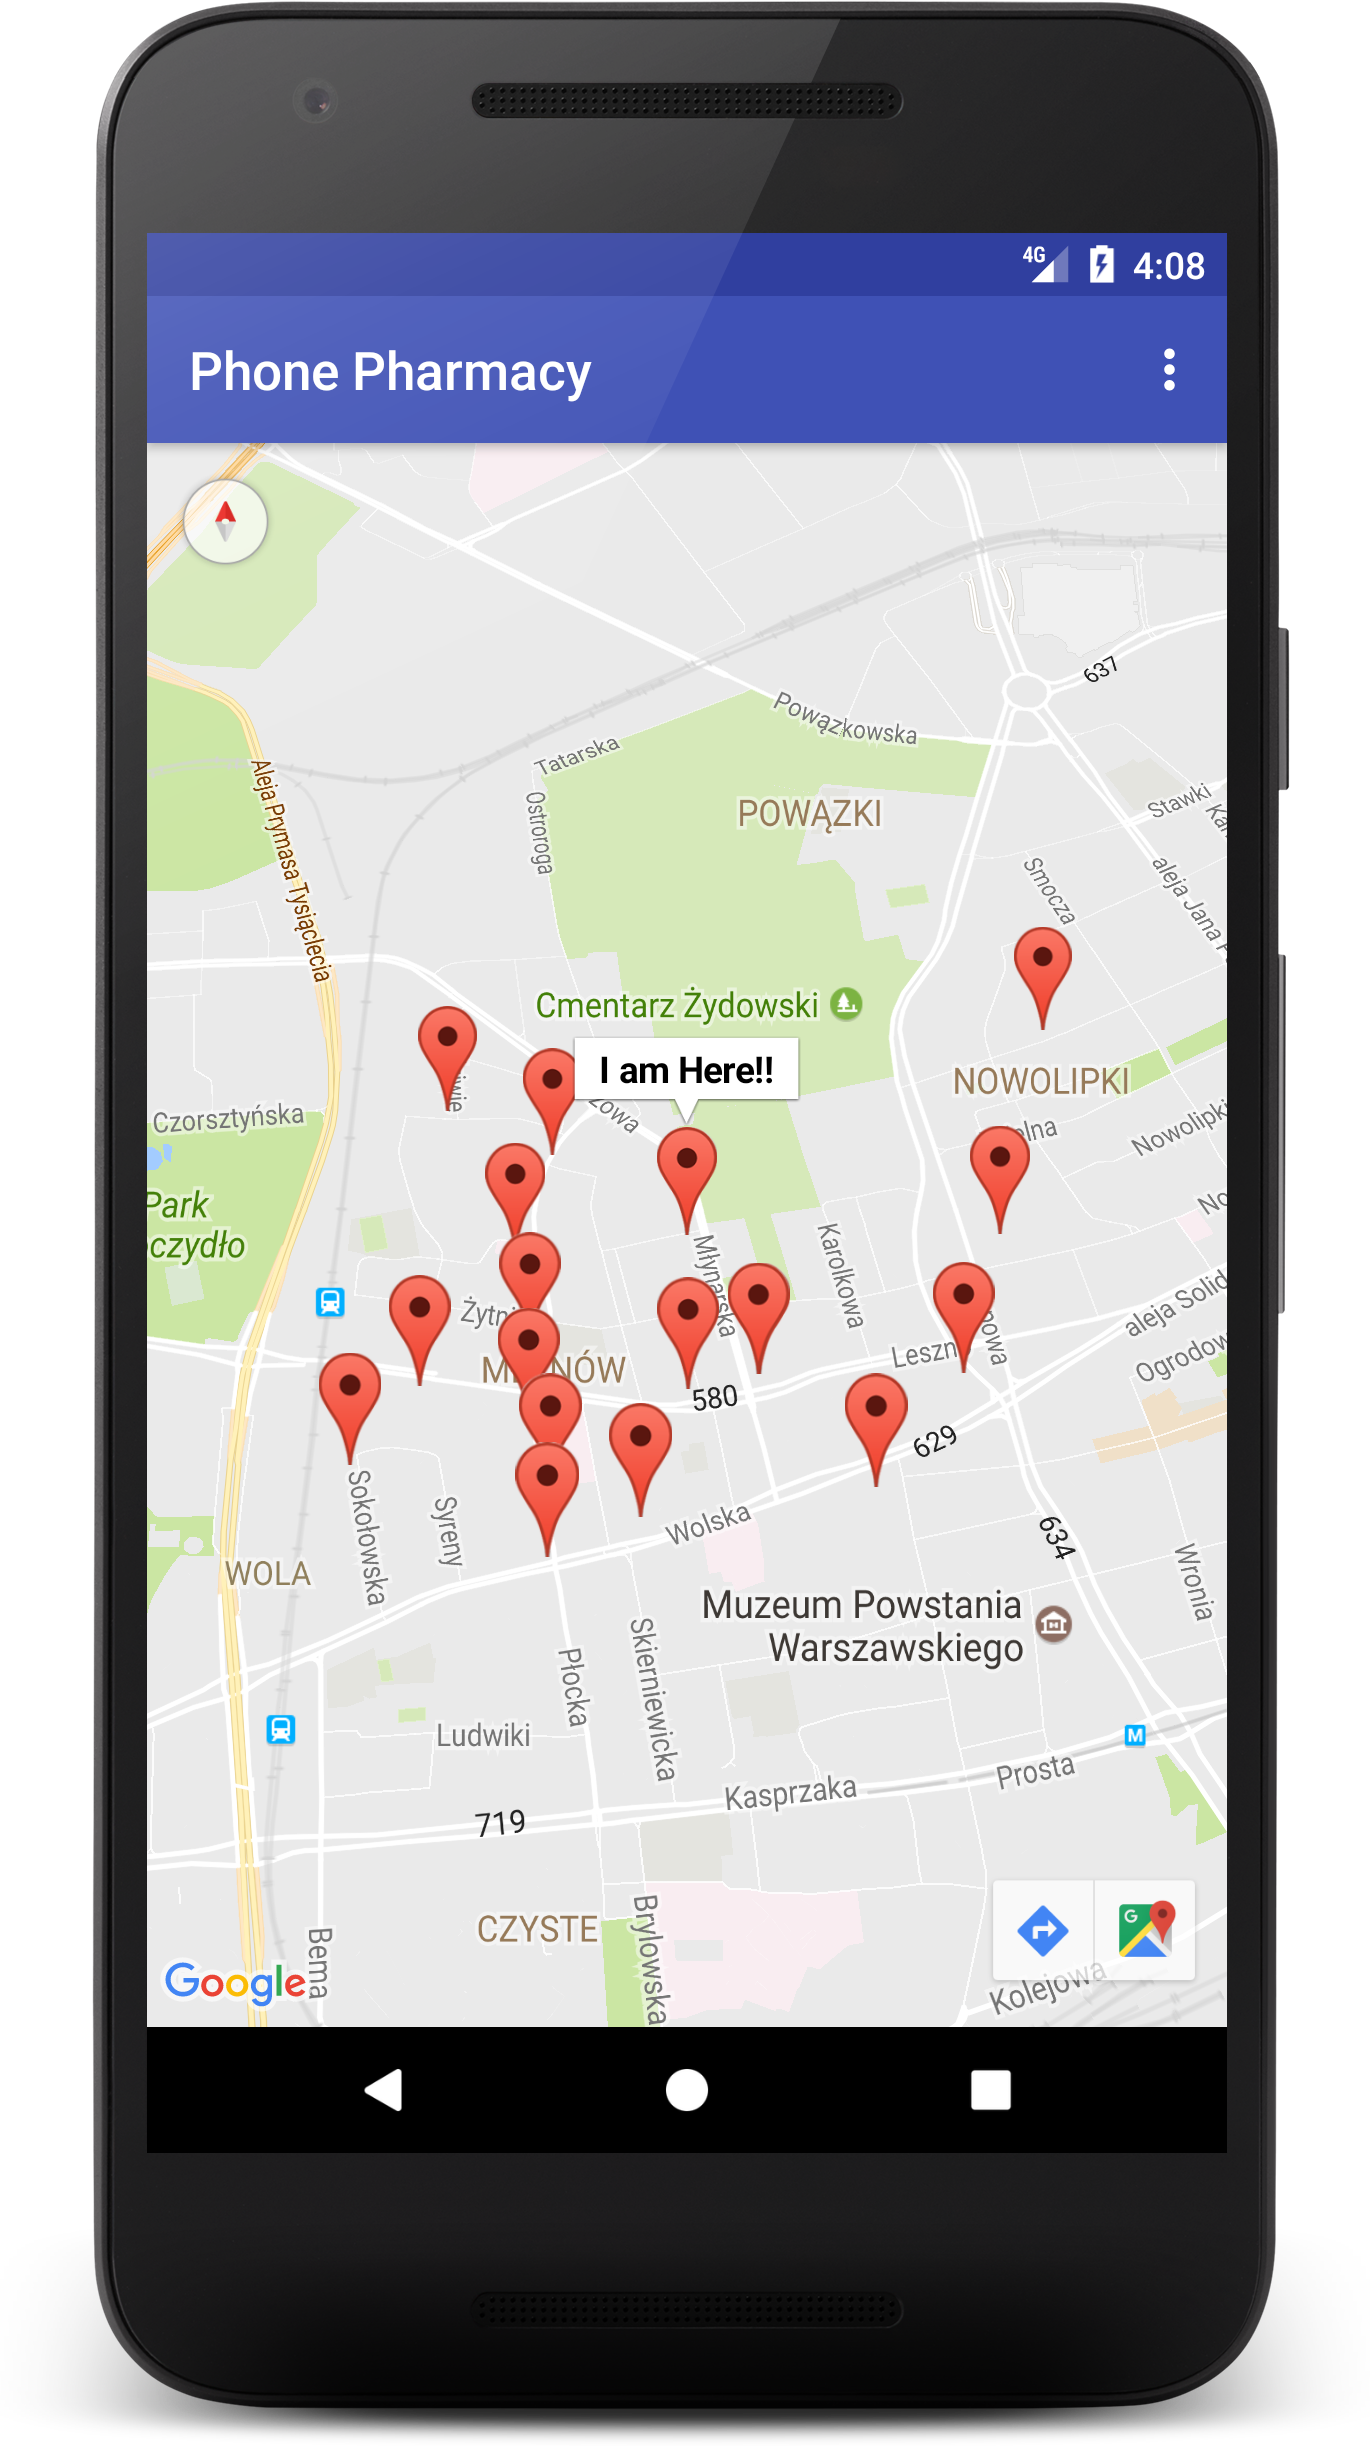 4G
4:08
Phone Pharmacy
637
Powązkowska
Tatarska
Ostroroga
POWĄZKI
Stawki
Smocza
aleja Jana
Aleja Prymasa Tysiąclecia
Cmentarz Żydowski
I am Here!!
NOWOLIPKI
Czorsztyńska
Nowolipki
Park
Młynarska
Karolkowa
aleja Solid
Leszno
Ogrodow
580
629
Sokołowska
Syreny
Wolska
634
WOLA
Wronia
Muzeum Powstania
Warszawskiego
Płocka
Skierniewicka
Ludwiki
M
Prosta
Kasprzaka
719
CZYSTE
Brylowska
Bema
G
Google
Kolejowa